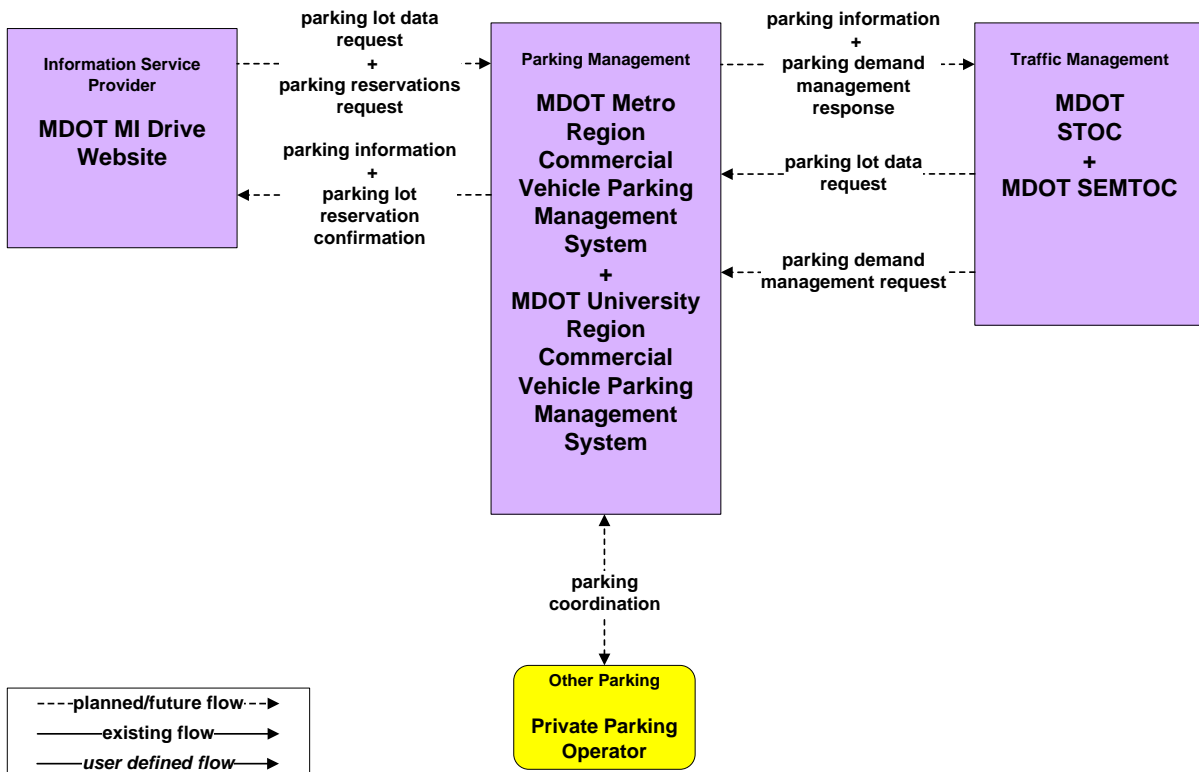 Information Service
Provider
MDOT MI Drive
Website
parking lot data
request
+
parking reservations
request
parking information
+
parking lot
reservation
confirmation
Parking Management
MDOT Metro
Region
Commercial
Vehicle Parking
Management
System
+
MDOT University
Region
Commercial
Vehicle Parking
Management
System
parking information
+
parking demand
management
response
parking lot data
request
parking demand
management request
Traffic Management
MDOT
STOC
+
MDOT SEMTOC
parking
coordination
Other Parking
Private Parking
Operator
planned/future flow
existing flow
user defined flow